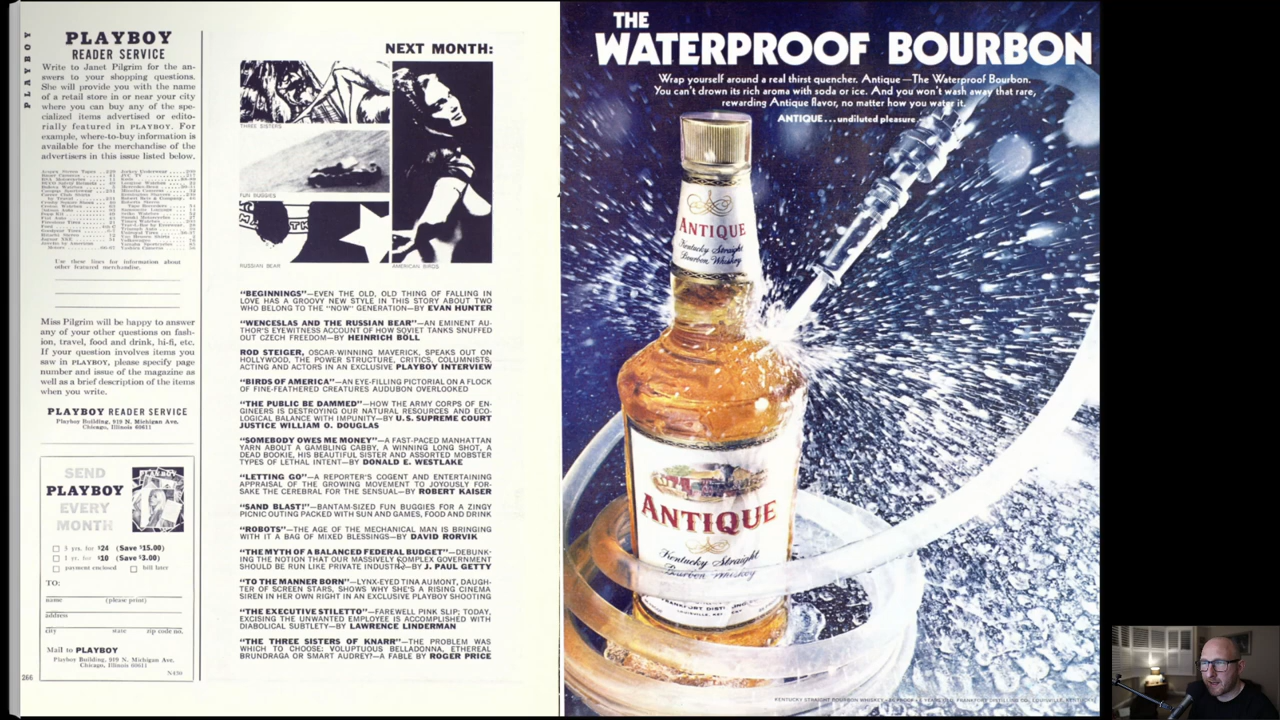 PLAYBOY
PLAYBOY
READER SERVICE
Write to Janet Pilgrim for the an-
swers to your shopping questions.
She will provide you with the name
of a retail store in or near your city
where you can buy any of the spe-
cialized items advertised or edito-
rially featured in PLAYBOY. For
example, where-to-buy information is
available for the merchandise of the
advertisers in this issue listed below.
Use these lines for information about
other featured merchandise.
Miss Pilgrim will be happy to answer
any of your other questions on fash-
ion, travel, food and drink, hi-fi, etc.
If your question involves items you
saw in PLAYBOY, please specify page
number and issue of the magazine as
well as a brief description of the items
when you write.
PLAYBOY READER SERVICE
Playboy Building, 919 N. Michigan Ave.
Chicago, Illinois 60611
SEND
PLAYBOY
EVERY
MONTH
3 yrs. for $24 (Save $15.00)
1 yr. for $10 (Save $3.00)
payment enclosed bill later
TO:
name (please print)
address
city state zip code no.
Mail to PLAYBOY
Playboy Building, 919 N. Michigan Ave.
Chicago, Illinois 60611
N450
266
NEXT MONTH:
THREE SISTERS
FUN BUGGIES
RUSSIAN BEAR
AMERICAN BIRDS
"BEGINNINGS"—EVEN THE OLD, OLD THING OF FALLING IN
LOVE HAS A GROOVY NEW STYLE IN THIS STORY ABOUT TWO
WHO BELONG TO THE "NOW" GENERATION—BY EVAN HUNTER
"WENCESLAS AND THE RUSSIAN BEAR"—AN EMINENT AU-
THOR'S EYEWITNESS ACCOUNT OF HOW SOVIET TANKS SNUFFED
OUT CZECH FREEDOM—BY HEINRICH BÖLL
ROD STEIGER, OSCAR-WINNING MAVERICK, SPEAKS OUT ON
HOLLYWOOD, THE POWER STRUCTURE, CRITICS, COLUMNISTS,
ACTING AND ACTORS IN AN EXCLUSIVE PLAYBOY INTERVIEW
"BIRDS OF AMERICA"—AN EYE-FILLING PICTORIAL ON A FLOCK
OF FINE-FEATHERED CREATURES AUDUBON OVERLOOKED
"THE PUBLIC BE DAMMED"—HOW THE ARMY CORPS OF EN-
GINEERS IS DESTROYING OUR NATURAL RESOURCES AND ECO-
LOGICAL BALANCE WITH IMPUNITY—BY U. S. SUPREME COURT
JUSTICE WILLIAM O. DOUGLAS
"SOMEBODY OWES ME MONEY"—A FAST-PACED MANHATTAN
YARN ABOUT A GAMBLING CABBY, A WINNING LONG SHOT, A
DEAD BOOKIE, HIS BEAUTIFUL SISTER AND ASSORTED MOBSTER
TYPES OF LETHAL INTENT—BY DONALD E. WESTLAKE
"LETTING GO"—A REPORTER'S COGENT AND ENTERTAINING
APPRAISAL OF THE GROWING MOVEMENT TO JOYOUSLY FOR-
SAKE THE CEREBRAL FOR THE SENSUAL—BY ROBERT KAISER
"SAND BLAST!"—BANTAM-SIZED FUN BUGGIES FOR A ZINGY
PICNIC OUTING PACKED WITH SUN AND GAMES, FOOD AND DRINK
"ROBOTS"—THE AGE OF THE MECHANICAL MAN IS BRINGING
WITH IT A BAG OF MIXED BLESSINGS—BY DAVID RORVIK
"THE MYTH OF A BALANCED FEDERAL BUDGET"—DEBUNK-
ING THE NOTION THAT OUR MASSIVELY COMPLEX GOVERNMENT
SHOULD BE RUN LIKE PRIVATE INDUSTRY—BY J. PAUL GETTY
"TO THE MANNER BORN"—LYNX-EYED TINA AUMONT, DAUGH-
TER OF SCREEN STARS, SHOWS WHY SHE'S A RISING CINEMA
SIREN IN HER OWN RIGHT IN AN EXCLUSIVE PLAYBOY SHOOTING
"THE EXECUTIVE STILETTO"—FAREWELL PINK SLIP; TODAY,
EXCISING THE UNWANTED EMPLOYEE IS ACCOMPLISHED WITH
DIABOLICAL SUBTLETY—BY LAWRENCE LINDERMAN
"THE THREE SISTERS OF KNARR"—THE PROBLEM WAS
WHICH TO CHOOSE: VOLUPTUOUS BELLADONNA, ETHEREAL
BRUNDRAGA OR SMART AUDREY?—A FABLE BY ROGER PRICE
THE
WATERPROOF BOURBON
Wrap yourself around a real thirst quencher. Antique—The Waterproof Bourbon.
You can't drown its rich aroma with soda or ice. And you won't wash away that rare,
rewarding Antique flavor, no matter how you water it.
ANTIQUE...undiluted pleasure.
ANTIQUE
Kentucky Straight
Bourbon Whiskey
ANTIQUE
Kentucky Straight
Bourbon Whiskey